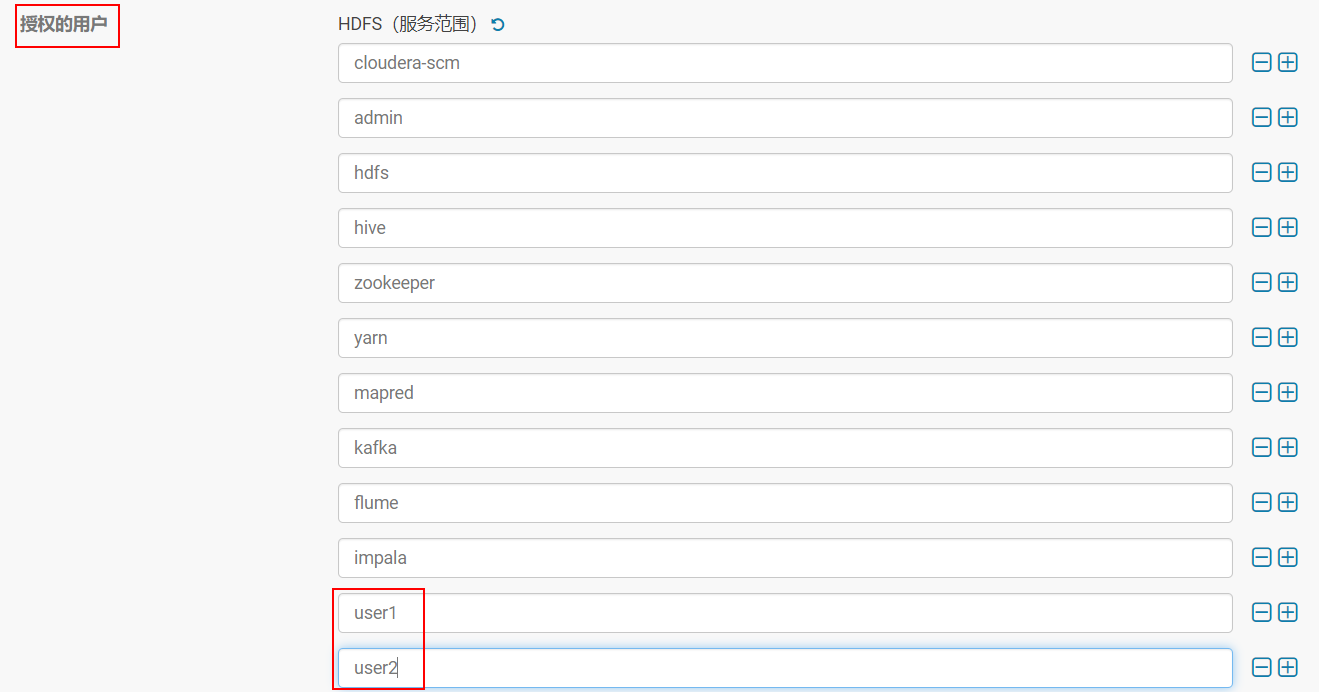 授权的用户
HDFS（服务范围）
cloudera-scm
admin
hdfs
hive
zookeeper
yarn
mapred
kafka
flume
impala
user1
user2